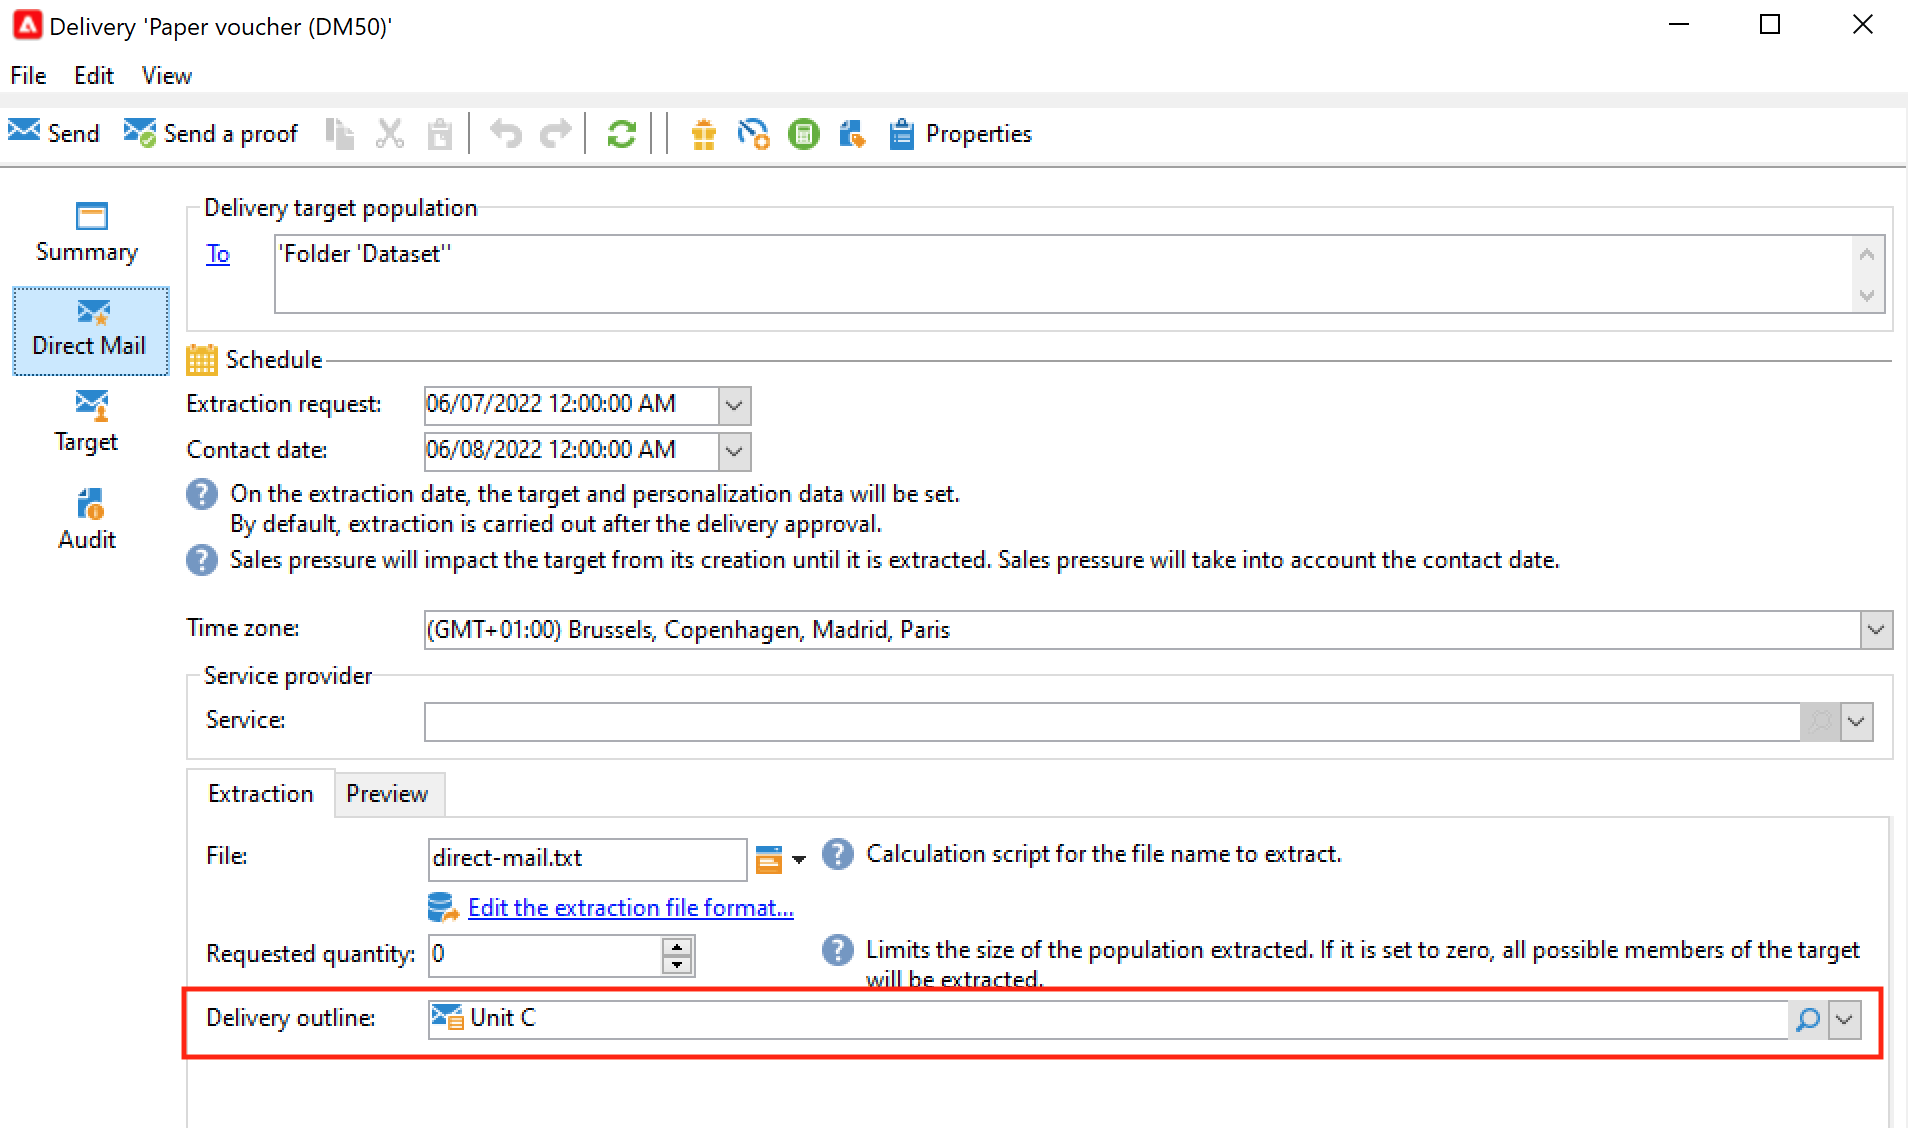 Delivery 'Paper voucher (DM50)'
File Edit View
Send Send a proof Properties
Summary
Direct Mail
Target
Audit
Delivery target population
To 'Folder 'Dataset''
Schedule
Extraction request: 06/07/2022 12:00:00 AM
Contact date: 06/08/2022 12:00:00 AM
On the extraction date, the target and personalization data will be set.
By default, extraction is carried out after the delivery approval.
Sales pressure will impact the target from its creation until it is extracted. Sales pressure will take into account the contact date.
Time zone: (GMT+01:00) Brussels, Copenhagen, Madrid, Paris
Service provider
Service:
Extraction Preview
File: direct-mail.txt Calculation script for the file name to extract.
Edit the extraction file format...
Requested quantity: 0 Limits the size of the population extracted. If it is set to zero, all possible members of the target
will be extracted.
Delivery outline: Unit C